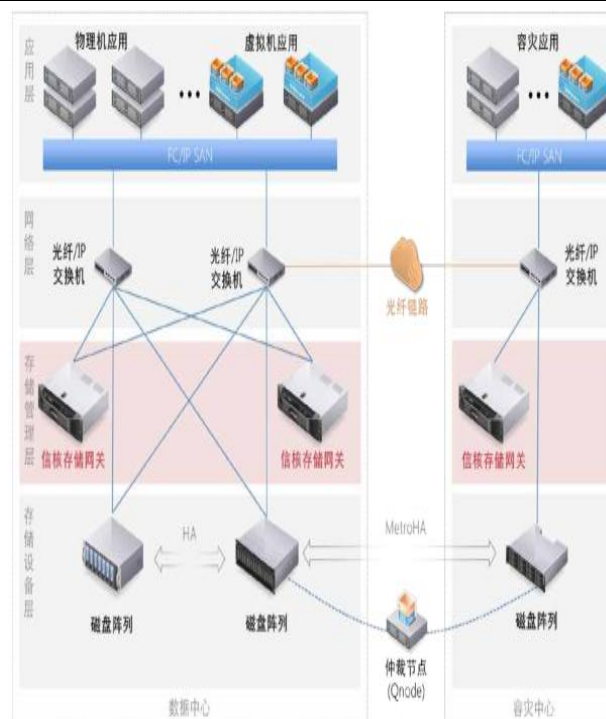 应用层
物理机应用
虚拟机应用
容灾应用
FC/IP SAN
FC/IP SAN
网络层
光纤/IP
交换机
光纤/IP
交换机
光纤/IP
交换机
光纤链路
存储管理层
信核存储网关
信核存储网关
信核存储网关
存储设备层
HA
MetroHA
磁盘阵列
磁盘阵列
磁盘阵列
仲裁节点
(Qnode)
数据中心
容灾中心